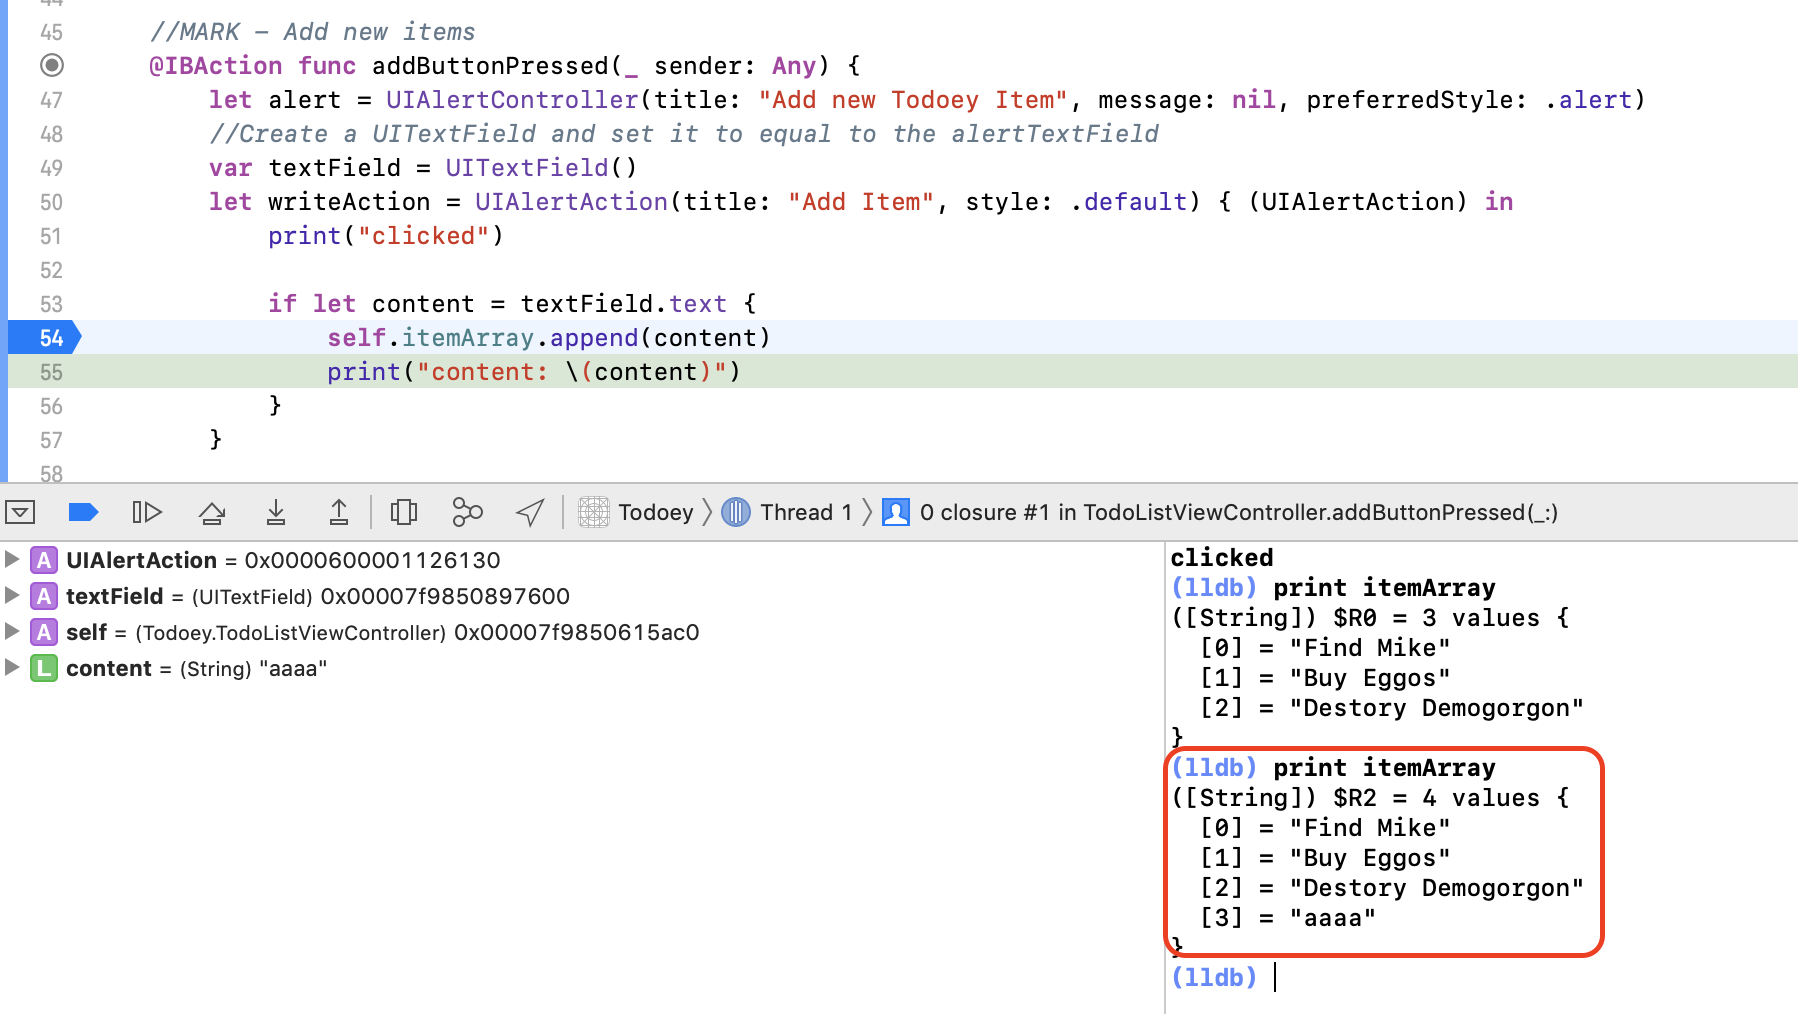 44
45 //MARK – Add new items
@IBAction func addButtonPressed(_ sender: Any) {
47 let alert = UIAlertController(title: "Add new Todoey Item", message: nil, preferredStyle: .alert)
48 //Create a UITextField and set it to equal to the alertTextField
49 var textField = UITextField()
50 let writeAction = UIAlertAction(title: "Add Item", style: .default) { (UIAlertAction) in
51 print("clicked")
52
53 if let content = textField.text {
54 self.itemArray.append(content)
55 print("content: \(content)")
56 }
57 }
58
Todoey Thread 1 0 closure #1 in TodoListViewController.addButtonPressed(_:)
A UIAlertAction = 0x0000600001126130
A textField = (UITextField) 0x00007f9850897600
A self = (Todoey.TodoListViewController) 0x00007f9850615ac0
L content = (String) "aaaa"
clicked
(lldb) print itemArray
([String]) $R0 = 3 values {
[0] = "Find Mike"
[1] = "Buy Eggos"
[2] = "Destory Demogorgon"
}
(lldb) print itemArray
([String]) $R2 = 4 values {
[0] = "Find Mike"
[1] = "Buy Eggos"
[2] = "Destory Demogorgon"
[3] = "aaaa"
}
(lldb)